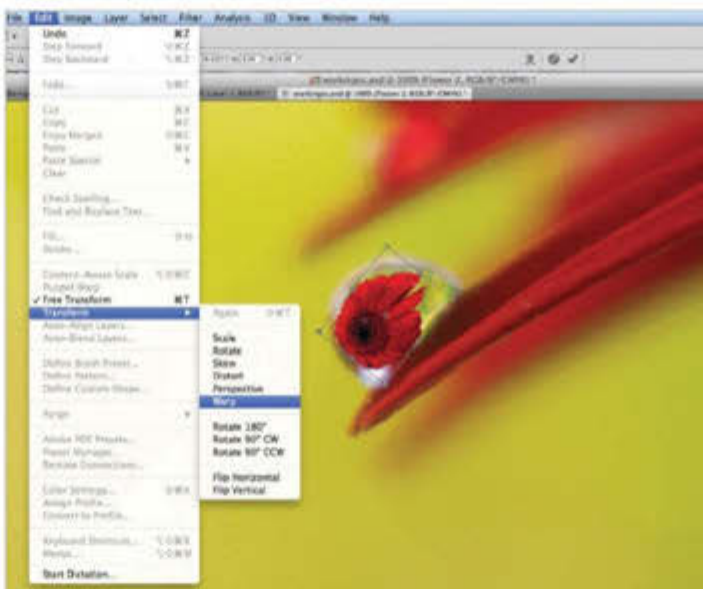 File Edit Image Layer Select Filter Analysis 3D View Window Help
Undo ⌘Z
Step Forward ⇧⌘Z
Step Backward ⌥⌘Z
Fade... ⇧⌘F
Cut ⌘X
Copy ⌘C
Copy Merged ⇧⌘C
Paste ⌘V
Paste Special
Clear
Check Spelling...
Find and Replace Text...
Fill...
Stroke...
Content-Aware Scale ⌥⇧⌘C
Puppet Warp
✓ Free Transform ⌘T
Transform
Auto-Align Layers...
Auto-Blend Layers...
Define Brush Preset...
Define Pattern...
Define Custom Shape...
Purge
Adobe PDF Presets...
Preset Manager...
Remote Connections...
Color Settings... ⇧⌘K
Assign Profile...
Convert to Profile...
Keyboard Shortcuts...
Menus...
Start Dictation...
Again ⇧⌘T
Scale
Rotate
Skew
Distort
Perspective
Warp
Rotate 180°
Rotate 90° CW
Rotate 90° CCW
Flip Horizontal
Flip Vertical